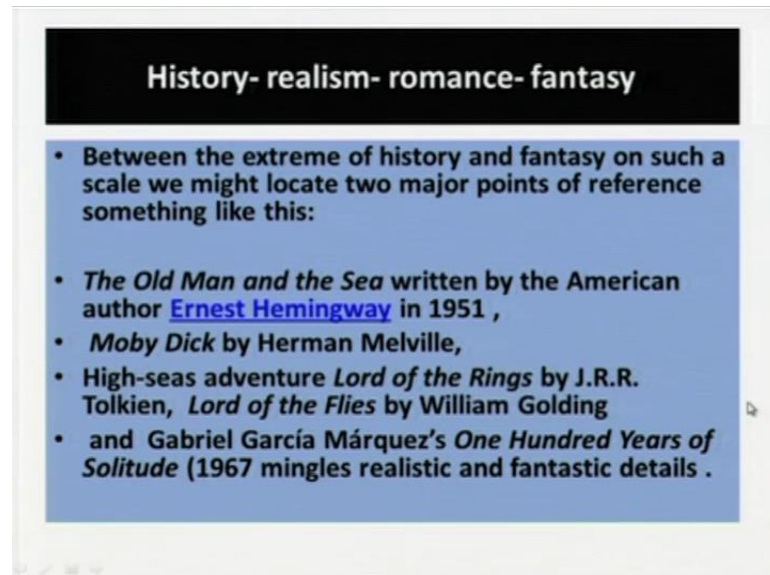 History- realism- romance- fantasy
• Between the extreme of history and fantasy on such a
scale we might locate two major points of reference
something like this:
• The Old Man and the Sea written by the American
author Ernest Hemingway in 1951 ,
• Moby Dick by Herman Melville,
• High-seas adventure Lord of the Rings by J.R.R.
Tolkien, Lord of the Flies by William Golding
• and Gabriel García Márquez's One Hundred Years of
Solitude (1967 mingles realistic and fantastic details .